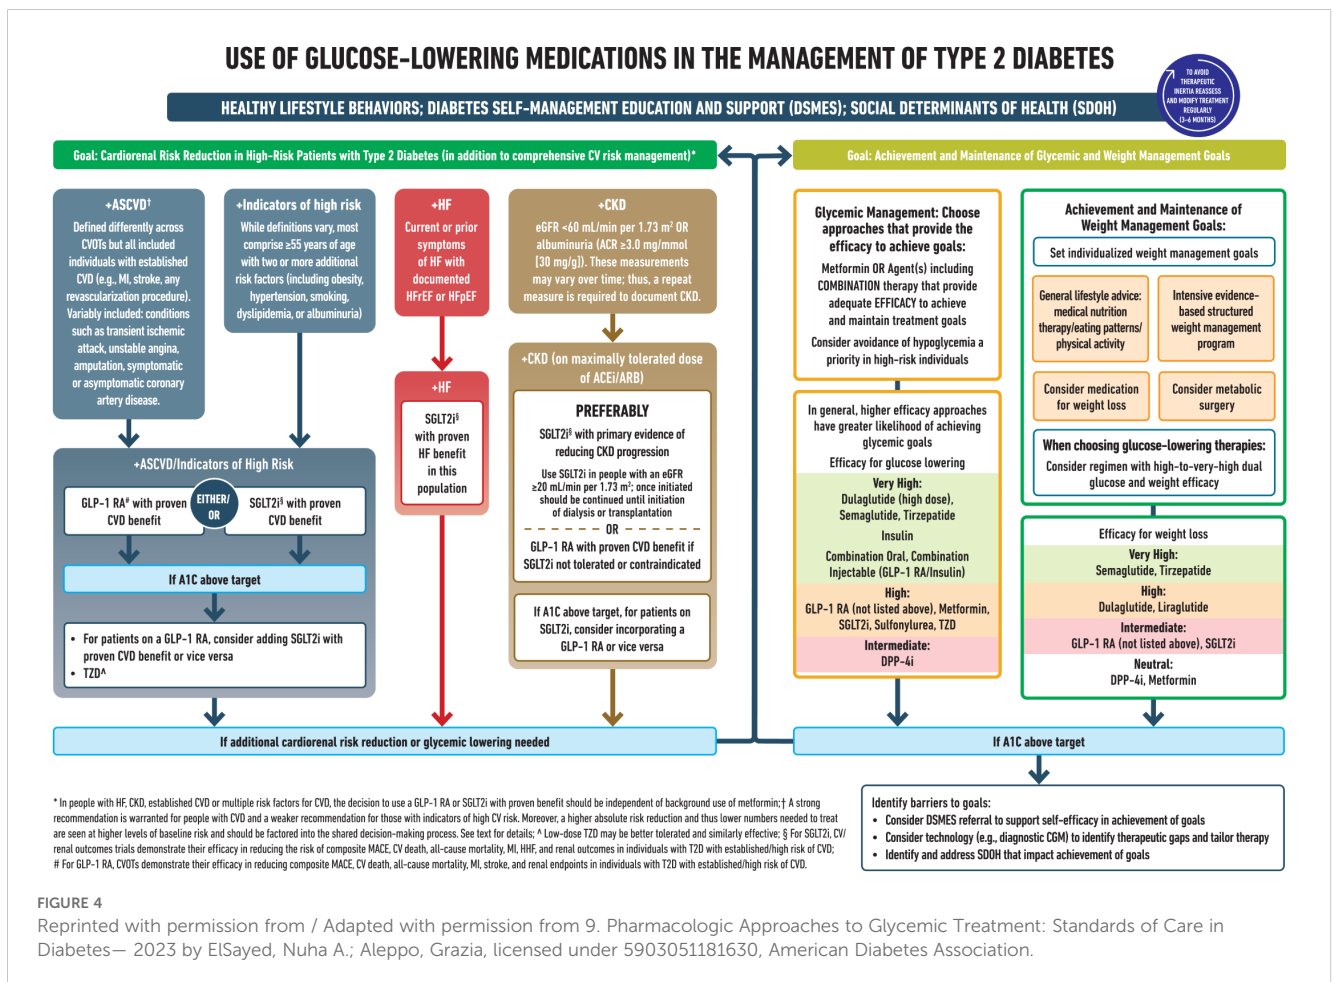 USE OF GLUCOSE-LOWERING MEDICATIONS IN THE MANAGEMENT OF TYPE 2 DIABETES
TO AVOID
THERAPEUTIC
INERTIA REASSESS
AND MODIFY TREATMENT
REGULARLY
(3-6 MONTHS)
HEALTHY LIFESTYLE BEHAVIORS; DIABETES SELF-MANAGEMENT EDUCATION AND SUPPORT (DSMES); SOCIAL DETERMINANTS OF HEALTH (SDOH)
Goal: Cardiorenal Risk Reduction in High-Risk Patients with Type 2 Diabetes (in addition to comprehensive CV risk management)*
+ASCVD†
Defined differently across
CVOTs but all included
individuals with established
CVD (e.g., MI, stroke, any
revascularization procedure).
Variably included: conditions
such as transient ischemic
attack, unstable angina,
amputation, symptomatic
or asymptomatic coronary
artery disease.
+Indicators of high risk
While definitions vary, most
comprise ≥55 years of age
with two or more additional
risk factors (including obesity,
hypertension, smoking,
dyslipidemia, or albuminuria)
+HF
Current or prior
symptoms
of HF with
documented
HFrEF or HFpEF
+CKD
eGFR <60 mL/min per 1.73 m² OR
albuminuria (ACR ≥3.0 mg/mmol
[30 mg/g]). These measurements
may vary over time; thus, a repeat
measure is required to document CKD.
+ASCVD/Indicators of High Risk
GLP-1 RA# with proven
CVD benefit
EITHER/
OR
SGLT2i§ with proven
CVD benefit
If A1C above target
• For patients on a GLP-1 RA, consider adding SGLT2i with
proven CVD benefit or vice versa
• TZD^
+HF
SGLT2i§
with proven
HF benefit
in this
population
+CKD (on maximally tolerated dose
of ACEi/ARB)
PREFERABLY
SGLT2i§ with primary evidence of
reducing CKD progression
Use SGLT2i in people with an eGFR
≥20 mL/min per 1.73 m²; once initiated
should be continued until initiation
of dialysis or transplantation
OR
GLP-1 RA with proven CVD benefit if
SGLT2i not tolerated or contraindicated
If A1C above target, for patients on
SGLT2i, consider incorporating a
GLP-1 RA or vice versa
If additional cardiorenal risk reduction or glycemic lowering needed
Goal: Achievement and Maintenance of Glycemic and Weight Management Goals
Glycemic Management: Choose
approaches that provide the
efficacy to achieve goals:
Metformin OR Agent(s) including
COMBINATION therapy that provide
adequate EFFICACY to achieve
and maintain treatment goals
Consider avoidance of hypoglycemia a
priority in high-risk individuals
In general, higher efficacy approaches
have greater likelihood of achieving
glycemic goals
Efficacy for glucose lowering
Very High:
Dulaglutide (high dose),
Semaglutide, Tirzepatide
Insulin
Combination Oral, Combination
Injectable (GLP-1 RA/Insulin)
High:
GLP-1 RA (not listed above), Metformin,
SGLT2i, Sulfonylurea, TZD
Intermediate:
DPP-4i
Achievement and Maintenance of
Weight Management Goals:
Set individualized weight management goals
General lifestyle advice:
medical nutrition
therapy/eating patterns/
physical activity
Intensive evidence-
based structured
weight management
program
Consider medication
for weight loss
Consider metabolic
surgery
When choosing glucose-lowering therapies:
Consider regimen with high-to-very-high dual
glucose and weight efficacy
Efficacy for weight loss
Very High:
Semaglutide, Tirzepatide
High:
Dulaglutide, Liraglutide
Intermediate:
GLP-1 RA (not listed above), SGLT2i
Neutral:
DPP-4i, Metformin
If A1C above target
Identify barriers to goals:
• Consider DSMES referral to support self-efficacy in achievement of goals
• Consider technology (e.g., diagnostic CGM) to identify therapeutic gaps and tailor therapy
• Identify and address SDOH that impact achievement of goals
* In people with HF, CKD, established CVD or multiple risk factors for CVD, the decision to use a GLP-1 RA or SGLT2i with proven benefit should be independent of background use of metformin; † A strong
recommendation is warranted for people with CVD and a weaker recommendation for those with indicators of high CV risk. Moreover, a higher absolute risk reduction and thus lower numbers needed to treat
are seen at higher levels of baseline risk and should be factored into the shared decision-making process. See text for details; ^ Low-dose TZD may be better tolerated and similarly effective; § For SGLT2i, CV/
renal outcomes trials demonstrate their efficacy in reducing the risk of composite MACE, CV death, all-cause mortality, MI, HHF, and renal outcomes in individuals with T2D with established/high risk of CVD;
# For GLP-1 RA, CVOTs demonstrate their efficacy in reducing composite MACE, CV death, all-cause mortality, MI, stroke, and renal endpoints in individuals with T2D with established/high risk of CVD.
FIGURE 4
Reprinted with permission from / Adapted with permission from 9. Pharmacologic Approaches to Glycemic Treatment: Standards of Care in
Diabetes— 2023 by ElSayed, Nuha A.; Aleppo, Grazia, licensed under 5903051181630, American Diabetes Association.